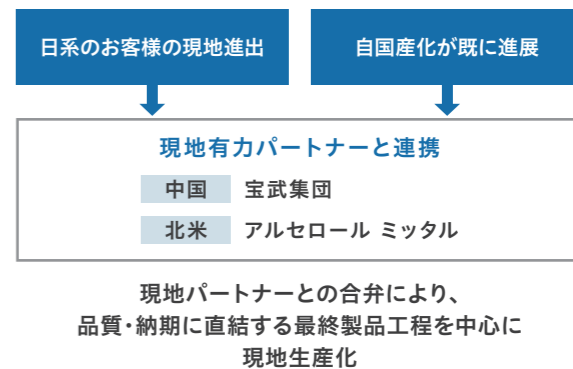 日系のお客様の現地進出
自国産化が既に進展
現地有力パートナーと連携
中国 宝武集団
北米 アルセロール ミッタル
現地パートナーとの合弁により、
品質・納期に直結する最終製品工程を中心に
現地生産化